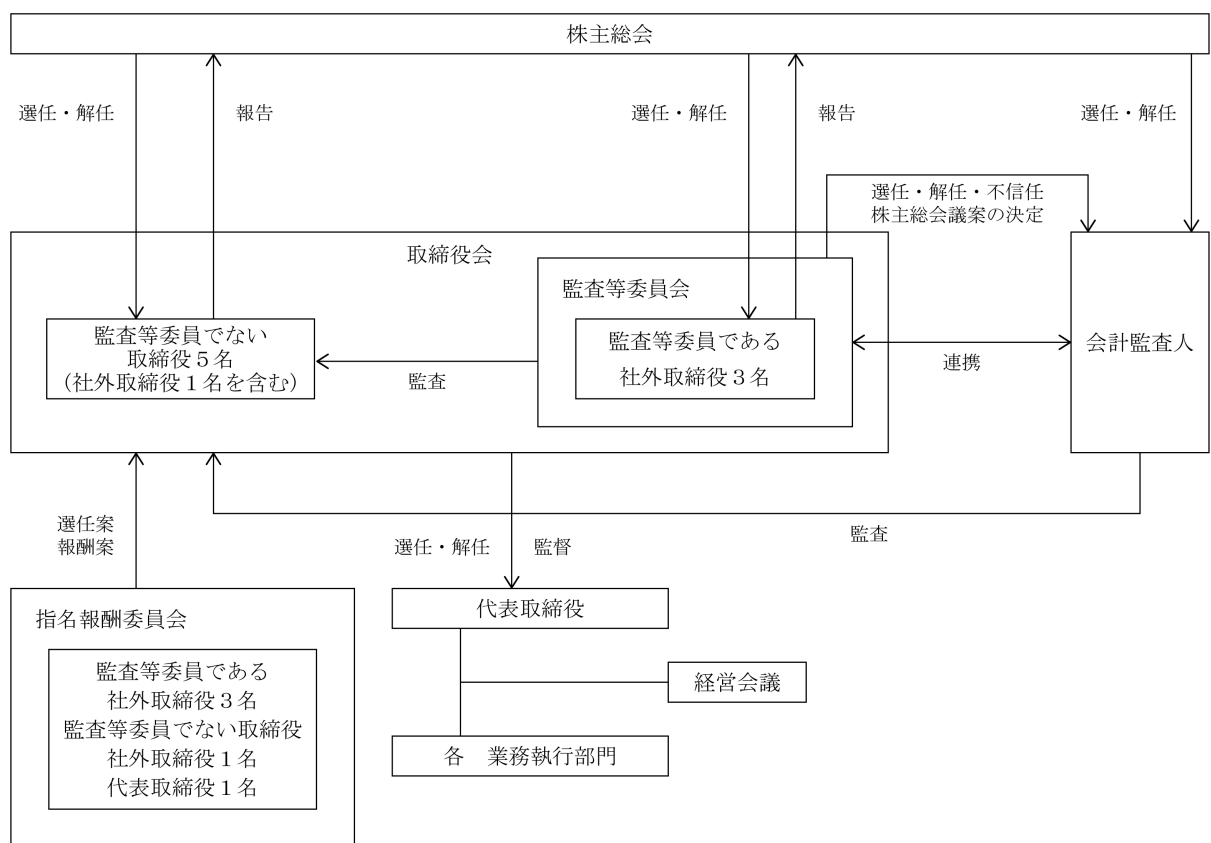 株主総会
選任・解任
報告
選任・解任
報告
選任・解任
選任・解任・不信任
株主総会議案の決定
取締役会
監査等委員会
監査等委員でない
取締役5名
（社外取締役1名を含む）
監査等委員である
社外取締役3名
会計監査人
監査
連携
選任案
報酬案
選任・解任
監督
監査
指名報酬委員会
監査等委員である
社外取締役3名
監査等委員でない取締役
社外取締役1名
代表取締役1名
代表取締役
経営会議
各　業務執行部門